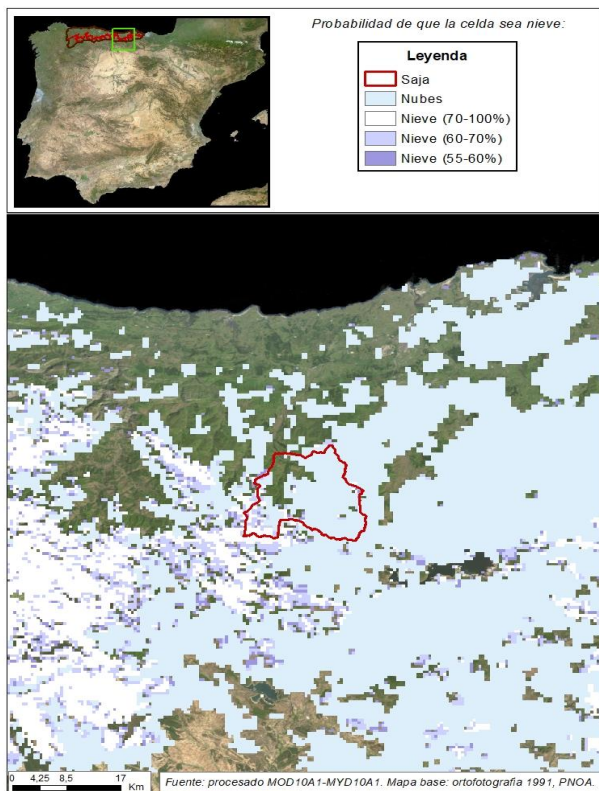 Probabilidad de que la celda sea nieve:
Leyenda
Saja
Nubes
Nieve (70-100%)
Nieve (60-70%)
Nieve (55-60%)
0 4,25 8,5 17
Km
Fuente: procesado MOD10A1-MYD10A1. Mapa base: ortofotografia 1991, PNOA.